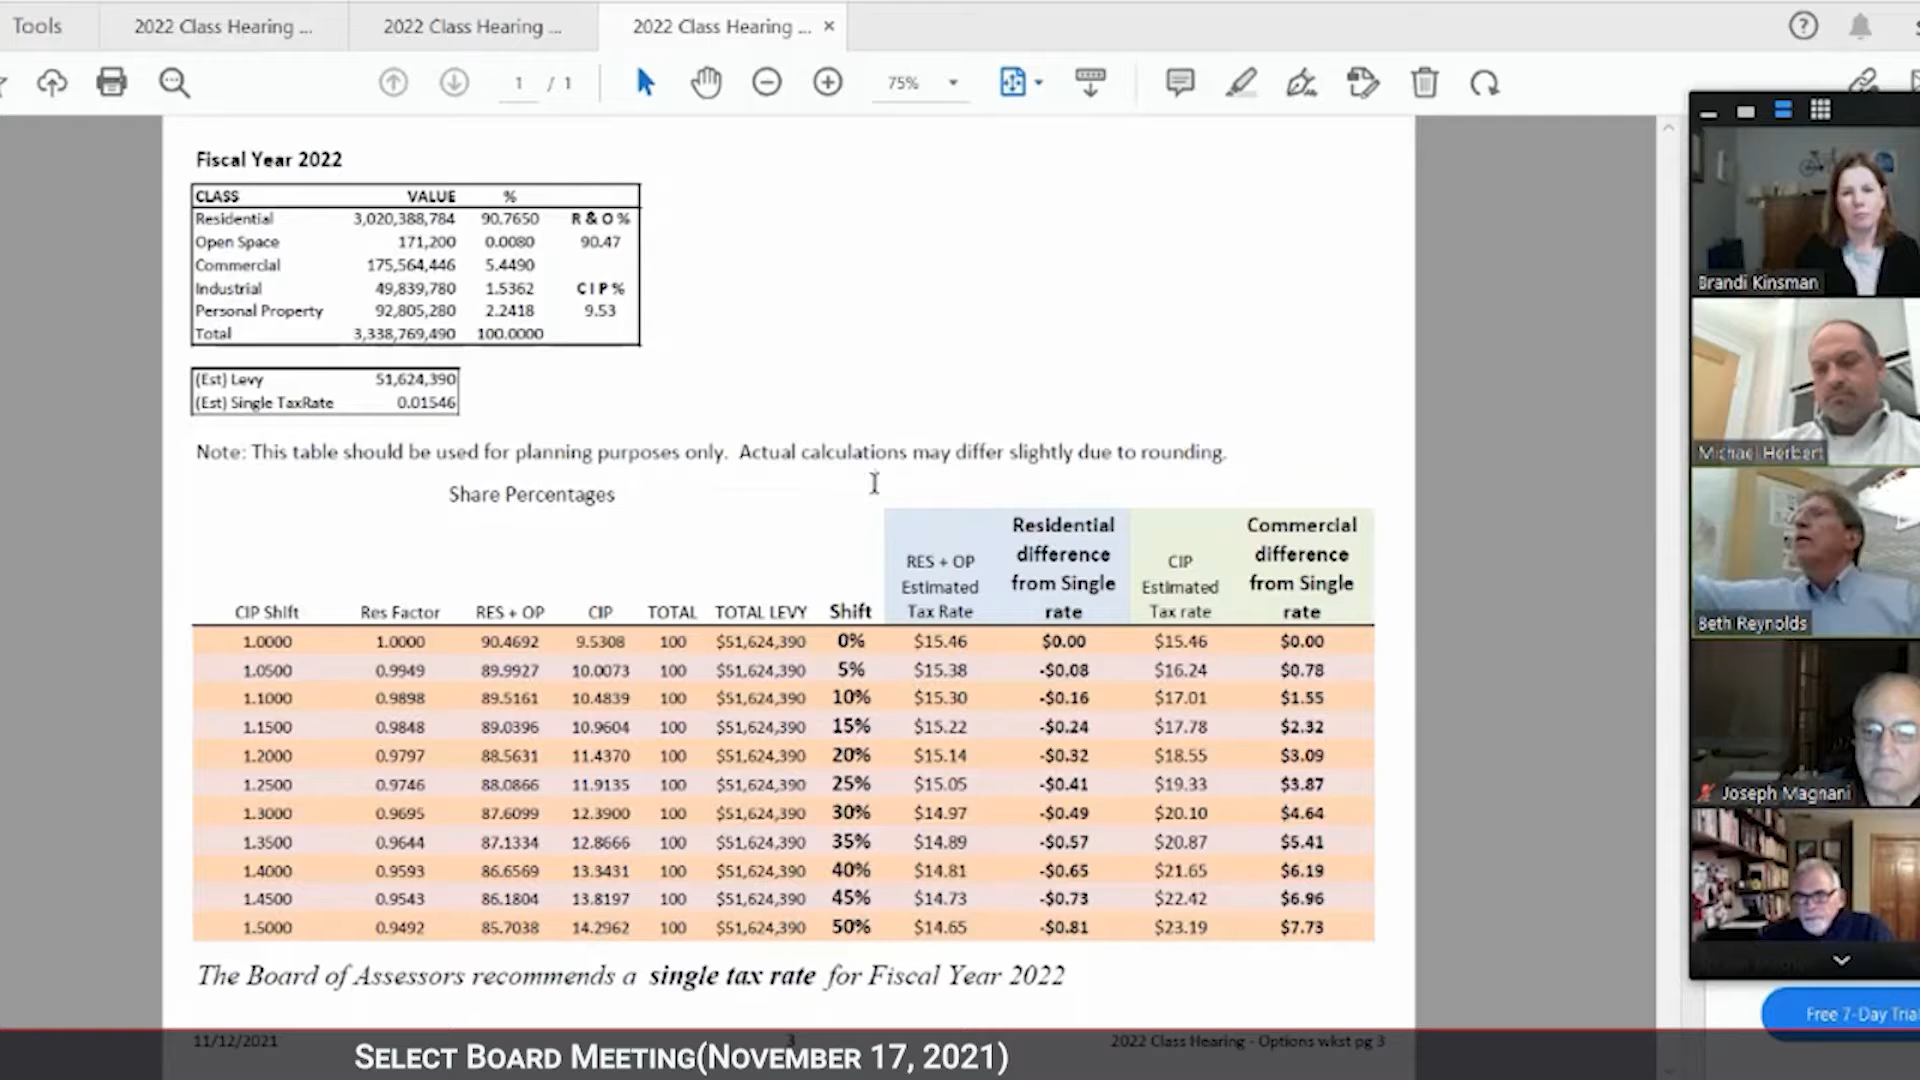 Tools
2022 Class Hearing ...
2022 Class Hearing ...
2022 Class Hearing ... ×
1 / 1
75%
Fiscal Year 2022
CLASS VALUE %
Residential 3,020,388,784 90.7650 R & O %
Open Space 171,200 0.0080 90.47
Commercial 175,564,446 5.4490
Industrial 49,839,780 1.5362 C I P %
Personal Property 92,805,280 2.2418 9.53
Total 3,338,769,490 100.0000
(Est) Levy 51,624,390
(Est) Single TaxRate 0.01546
Note: This table should be used for planning purposes only. Actual calculations may differ slightly due to rounding.
Share Percentages
CIP Shift Res Factor RES + OP CIP TOTAL TOTAL LEVY Shift RES + OP Estimated Tax Rate Residential difference from Single rate CIP Estimated Tax rate Commercial difference from Single rate
1.0000 1.0000 90.4692 9.5308 100 $51,624,390 0% $15.46 $0.00 $15.46 $0.00
1.0500 0.9949 89.9927 10.0073 100 $51,624,390 5% $15.38 -$0.08 $16.24 $0.78
1.1000 0.9898 89.5161 10.4839 100 $51,624,390 10% $15.30 -$0.16 $17.01 $1.55
1.1500 0.9848 89.0396 10.9604 100 $51,624,390 15% $15.22 -$0.24 $17.78 $2.32
1.2000 0.9797 88.5631 11.4370 100 $51,624,390 20% $15.14 -$0.32 $18.55 $3.09
1.2500 0.9746 88.0866 11.9135 100 $51,624,390 25% $15.05 -$0.41 $19.33 $3.87
1.3000 0.9695 87.6099 12.3900 100 $51,624,390 30% $14.97 -$0.49 $20.10 $4.64
1.3500 0.9644 87.1334 12.8666 100 $51,624,390 35% $14.89 -$0.57 $20.87 $5.41
1.4000 0.9593 86.6569 13.3431 100 $51,624,390 40% $14.81 -$0.65 $21.65 $6.19
1.4500 0.9543 86.1804 13.8197 100 $51,624,390 45% $14.73 -$0.73 $22.42 $6.96
1.5000 0.9492 85.7038 14.2962 100 $51,624,390 50% $14.65 -$0.81 $23.19 $7.73
The Board of Assessors recommends a single tax rate for Fiscal Year 2022
11/12/2021 3 2022 Class Hearing - Options wkst pg 3
SELECT BOARD MEETING(NOVEMBER 17, 2021)
Brandi Kinsman
Michael Herbert
Beth Reynolds
Joseph Magnani
Free 7-Day Trial